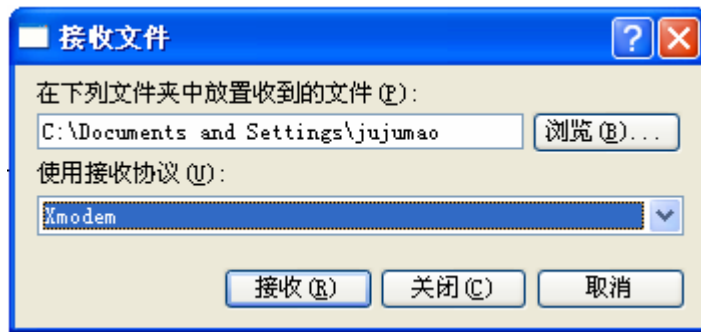 接收文件
在下列文件夹中放置收到的文件(P):
C:\Documents and Settings\jujumao
浏览(B)...
使用接收协议(U):
Xmodem
接收(R)
关闭(C)
取消